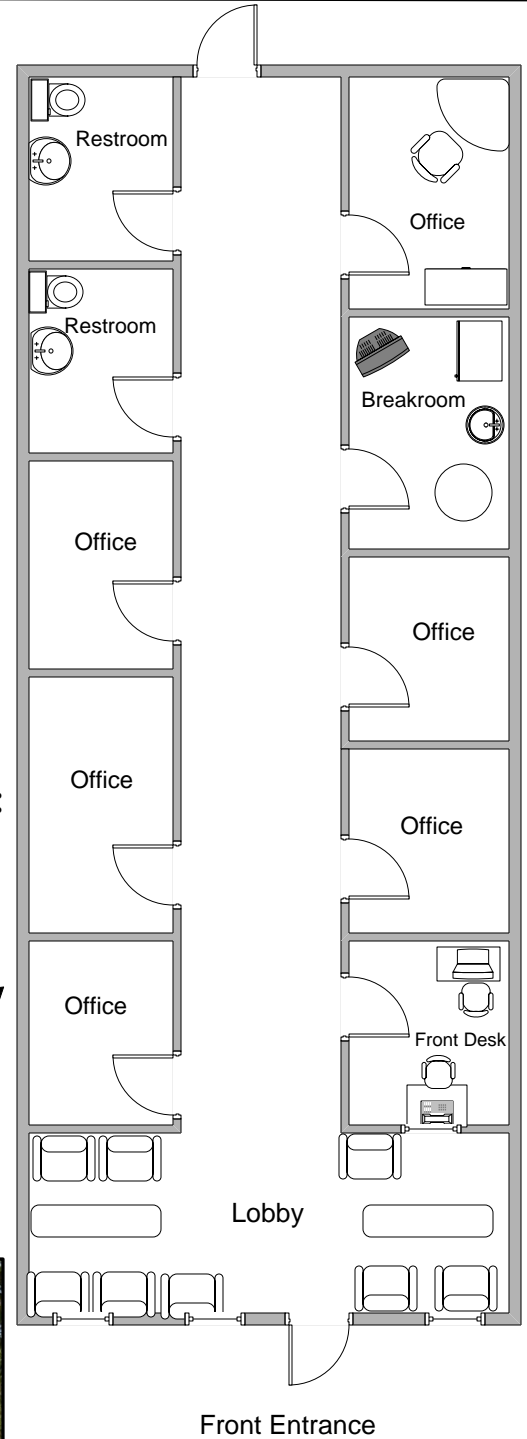 Restroom
Office
Restroom
Breakroom
Office
Office
Office
Office
Office
Front Desk
Lobby
Front Entrance